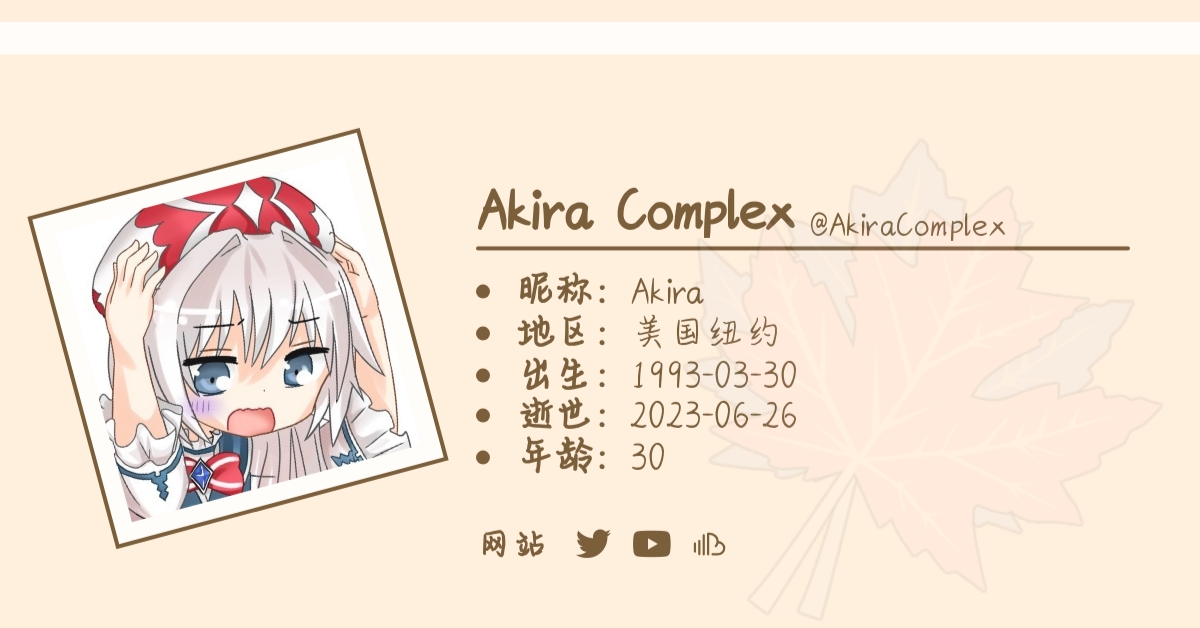 Akira Complex @AkiraComplex
昵称： Akira
地区： 美国纽约
出生： 1993-03-30
逝世： 2023-06-26
年龄： 30
网站